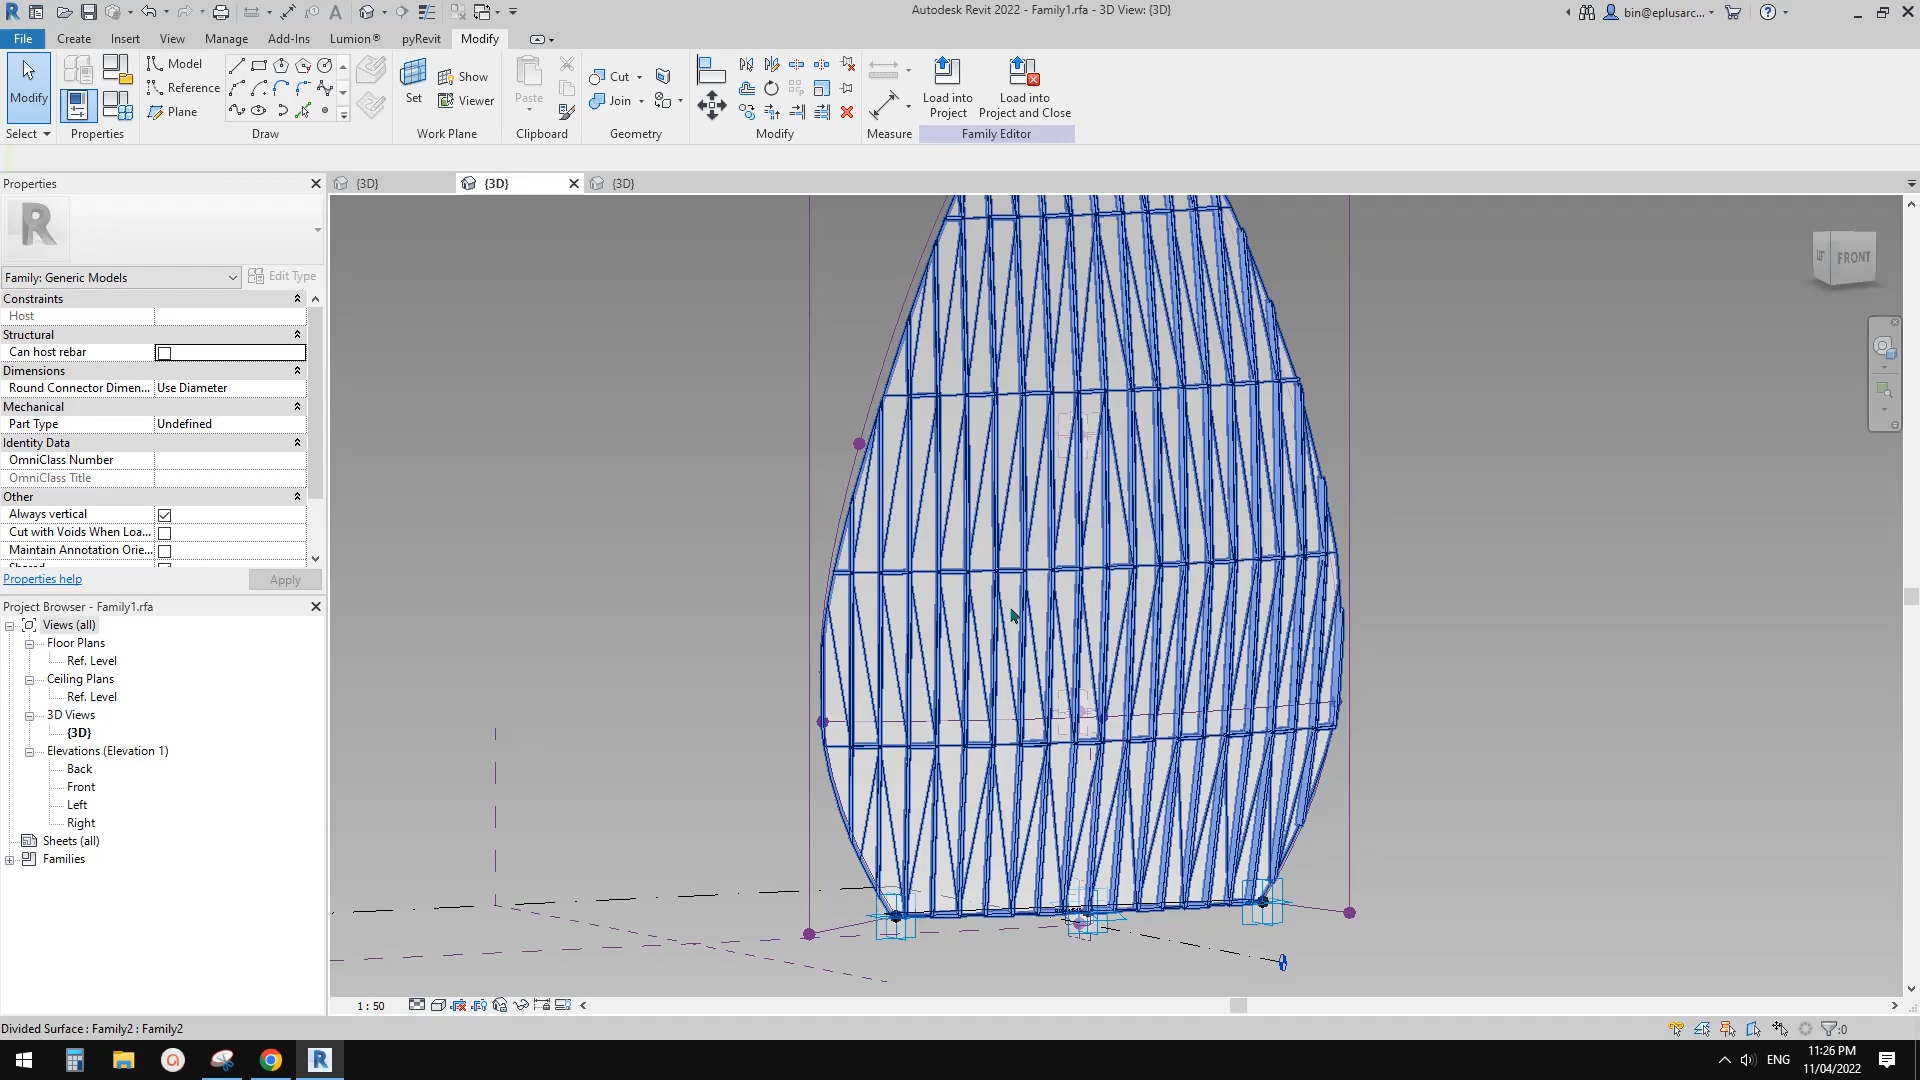 Autodesk Revit 2022 - Family1.rfa - 3D View: {3D}
bin@eplusarc...
File
Create
Insert
View
Manage
Add-Ins
Lumion®
pyRevit
Modify
Modify
Model
Reference
Plane
Set
Show
Viewer
Paste
Cut
Join
Load into
Project
Load into
Project and Close
Select
Properties
Draw
Work Plane
Clipboard
Geometry
Modify
Measure
Family Editor
Properties
{3D}
{3D}
{3D}
Family: Generic Models
Edit Type
Constraints
Host
Structural
Can host rebar
Dimensions
Round Connector Dimen... Use Diameter
Mechanical
Part Type Undefined
Identity Data
OmniClass Number
OmniClass Title
Other
Always vertical
Cut with Voids When Loa...
Maintain Annotation Orie...
Properties help
Apply
Project Browser - Family1.rfa
Views (all)
Floor Plans
Ref. Level
Ceiling Plans
Ref. Level
3D Views
{3D}
Elevations (Elevation 1)
Back
Front
Left
Right
Sheets (all)
Families
FRONT
1 : 50
Divided Surface : Family2 : Family2
:0
ENG
11:26 PM
11/04/2022